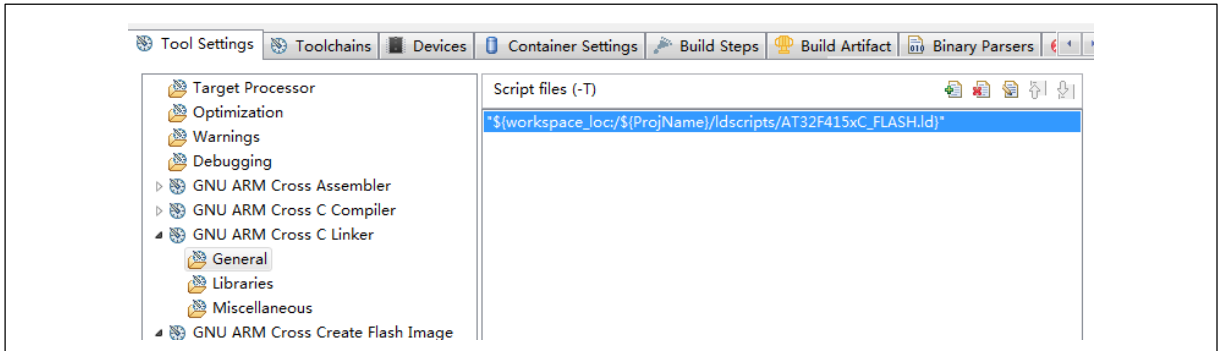 Tool Settings Toolchains Devices Container Settings Build Steps Build Artifact Binary Parsers
Target Processor
Optimization
Warnings
Debugging
GNU ARM Cross Assembler
GNU ARM Cross C Compiler
GNU ARM Cross C Linker
General
Libraries
Miscellaneous
GNU ARM Cross Create Flash Image
Script files (-T)
"${workspace_loc:/${ProjName}/ldscripts/AT32F415xC_FLASH.ld}"